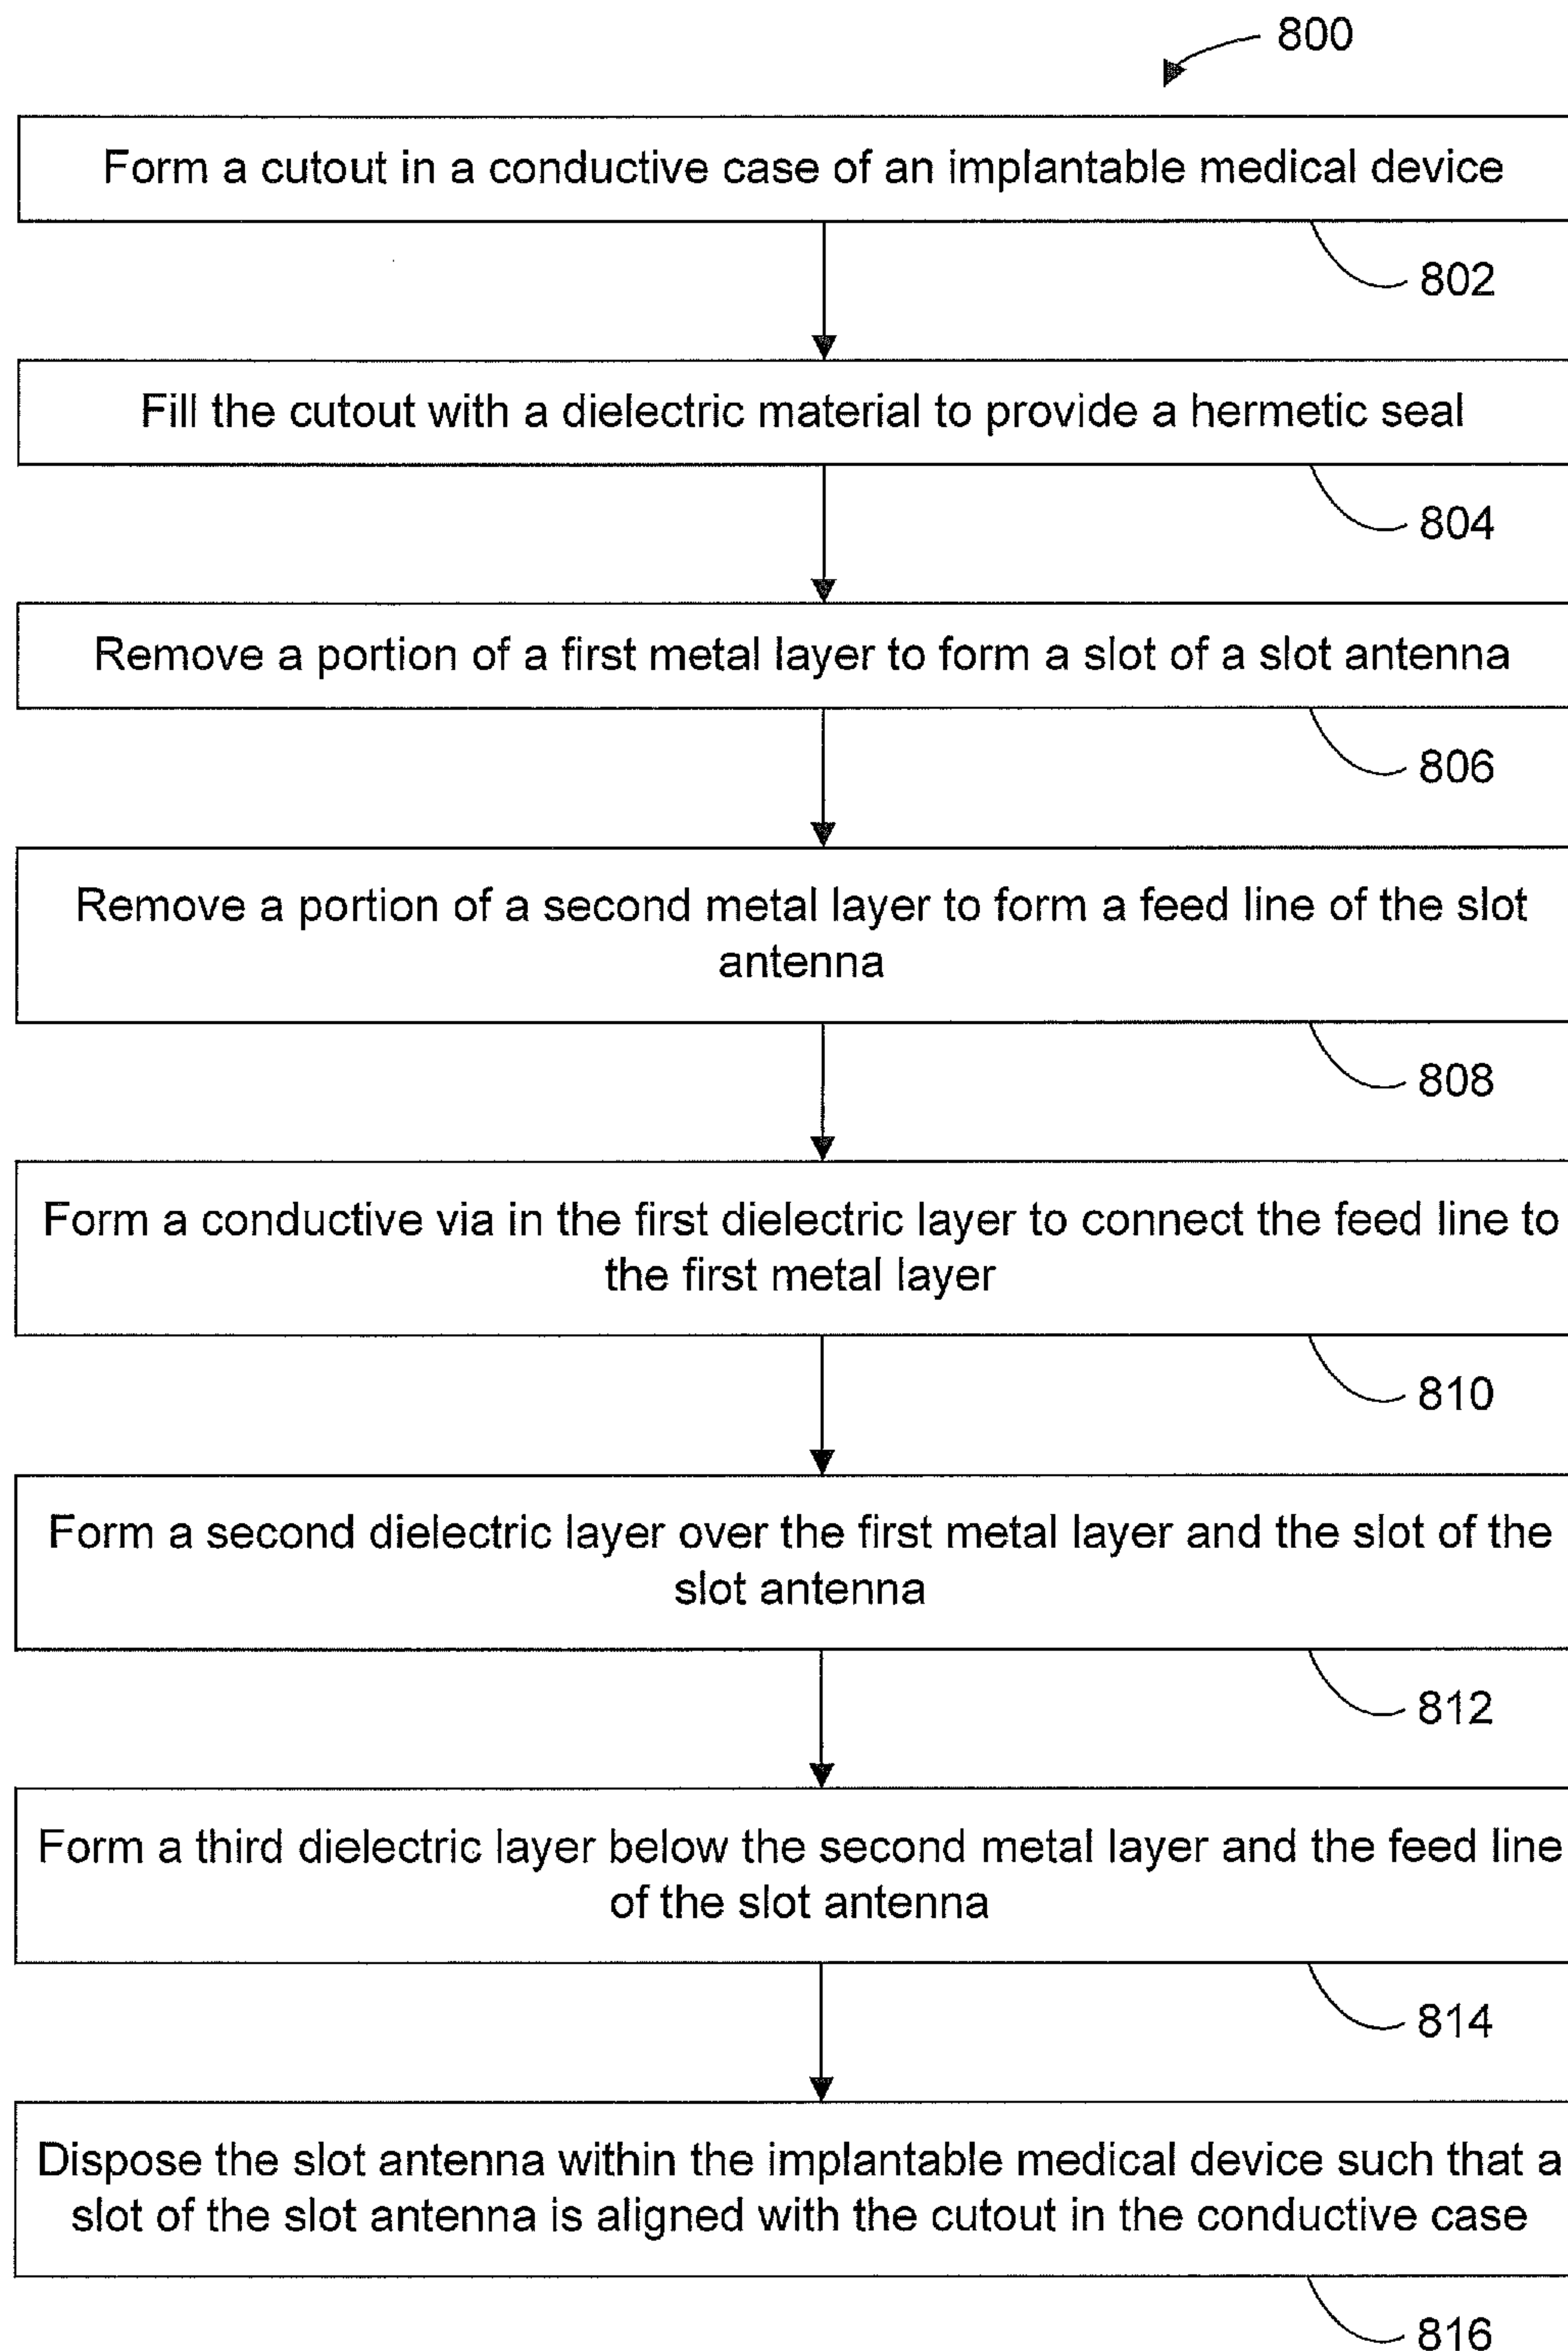 800
Form a cutout in a conductive case of an implantable medical device
802
Fill the cutout with a dielectric material to provide a hermetic seal
804
Remove a portion of a first metal layer to form a slot of a slot antenna
806
Remove a portion of a second metal layer to form a feed line of the slot
antenna
808
Form a conductive via in the first dielectric layer to connect the feed line to
the first metal layer
810
Form a second dielectric layer over the first metal layer and the slot of the
slot antenna
812
Form a third dielectric layer below the second metal layer and the feed line
of the slot antenna
814
Dispose the slot antenna within the implantable medical device such that a
slot of the slot antenna is aligned with the cutout in the conductive case
816